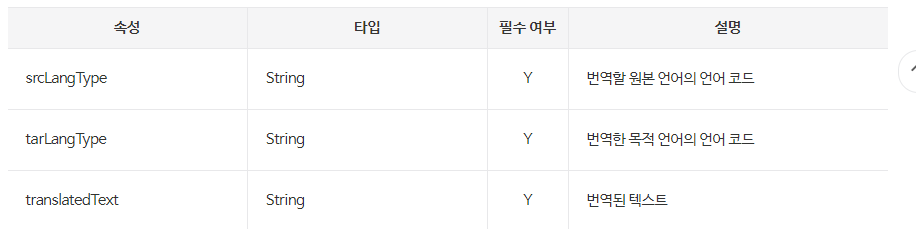 속성 타입 필수 여부 설명
srcLangType String Y 번역할 원본 언어의 언어 코드
tarLangType String Y 번역한 목적 언어의 언어 코드
translatedText String Y 번역된 텍스트